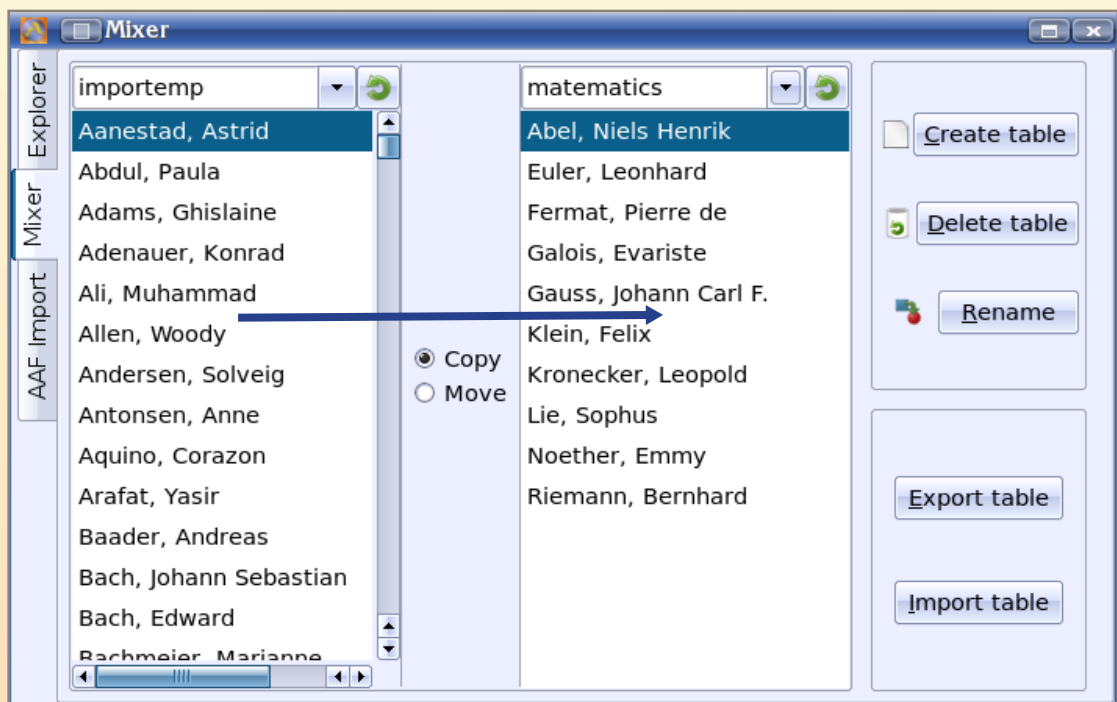 Mixer
Explorer
Mixer
AAF Import
importemp
Aanestad, Astrid
Abdul, Paula
Adams, Ghislaine
Adenauer, Konrad
Ali, Muhammad
Allen, Woody
Andersen, Solveig
Antonsen, Anne
Aquino, Corazon
Arafat, Yasir
Baader, Andreas
Bach, Johann Sebastian
Bach, Edward
Bachmeier, Marianne
Copy
Move
matematics
Abel, Niels Henrik
Euler, Leonhard
Fermat, Pierre de
Galois, Evariste
Gauss, Johann Carl F.
Klein, Felix
Kronecker, Leopold
Lie, Sophus
Noether, Emmy
Riemann, Bernhard
Create table
Delete table
Rename
Export table
Import table